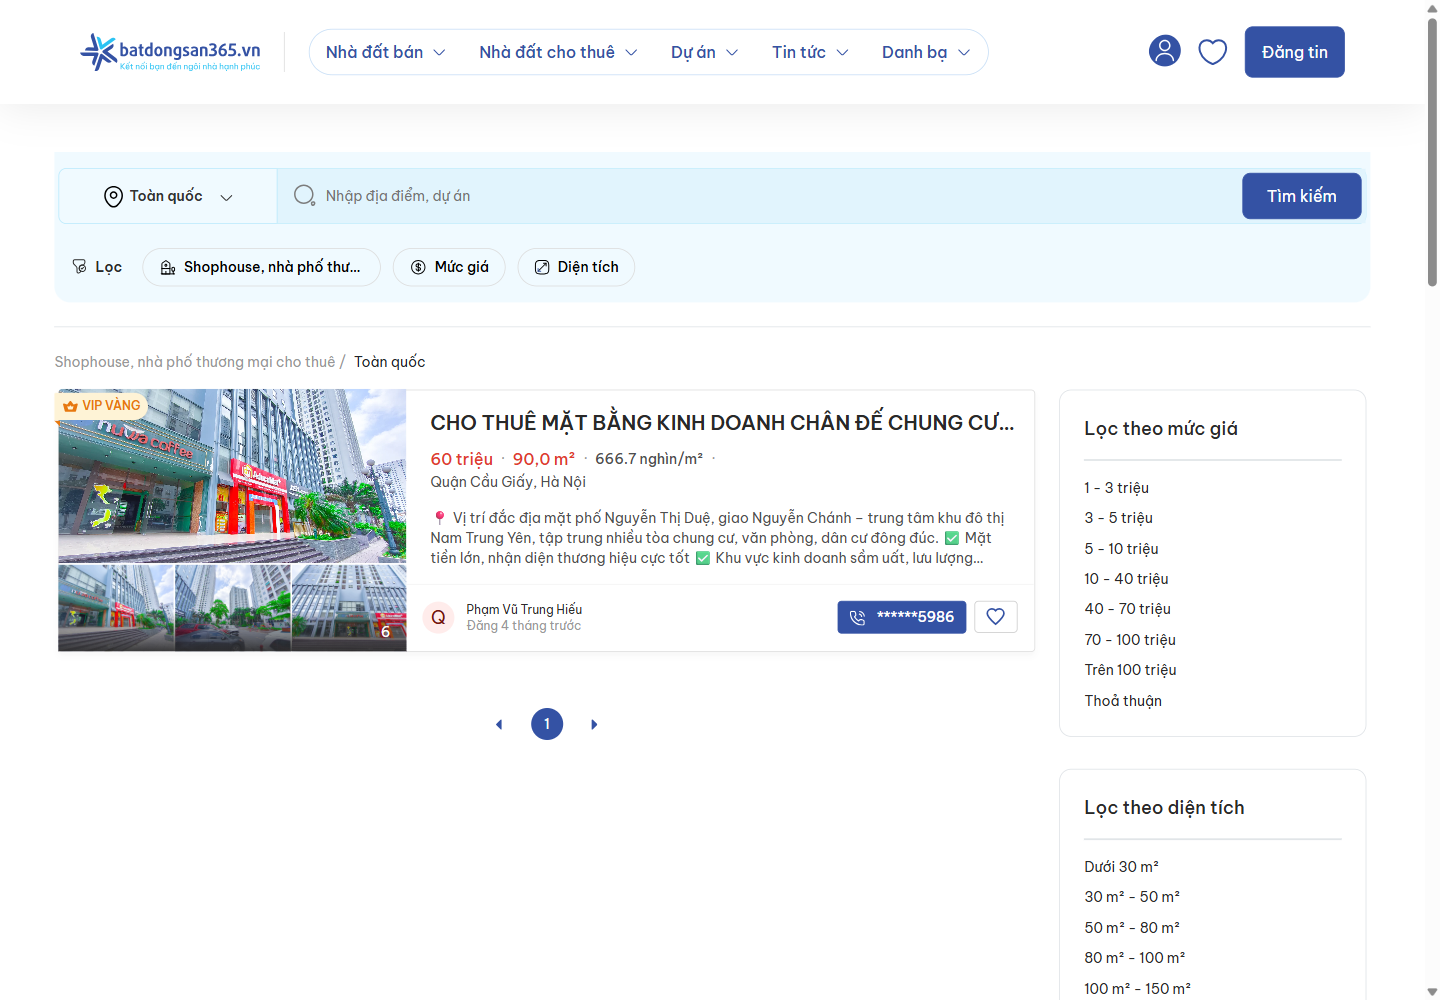 batdongsan365.vn
Kết nối bạn đến ngôi nhà hạnh phúc
Nhà đất bán
Nhà đất cho thuê
Dự án
Tin tức
Danh bạ
Đăng tin
Toàn quốc
Nhập địa điểm, dự án
Tìm kiếm
Lọc
Shophouse, nhà phố thư...
Mức giá
Diện tích
Shophouse, nhà phố thương mại cho thuê / Toàn quốc
VIP VÀNG
nuwa coffee
6
CHO THUÊ MẶT BẰNG KINH DOANH CHÂN ĐẾ CHUNG CƯ...
60 triệu · 90,0 m² · 666.7 nghìn/m² ·
Quận Cầu Giấy, Hà Nội
📍 Vị trí đắc địa mặt phố Nguyễn Thị Duệ, giao Nguyễn Chánh – trung tâm khu đô thị
Nam Trung Yên, tập trung nhiều tòa chung cư, văn phòng, dân cư đông đúc. ✅ Mặt
tiền lớn, nhận diện thương hiệu cực tốt ✅ Khu vực kinh doanh sầm uất, lưu lượng...
Q
Phạm Vũ Trung Hiếu
Đăng 4 tháng trước
******5986
1
Lọc theo mức giá
1 - 3 triệu
3 - 5 triệu
5 - 10 triệu
10 - 40 triệu
40 - 70 triệu
70 - 100 triệu
Trên 100 triệu
Thoả thuận
Lọc theo diện tích
Dưới 30 m²
30 m² - 50 m²
50 m² - 80 m²
80 m² - 100 m²
100 m² - 150 m²